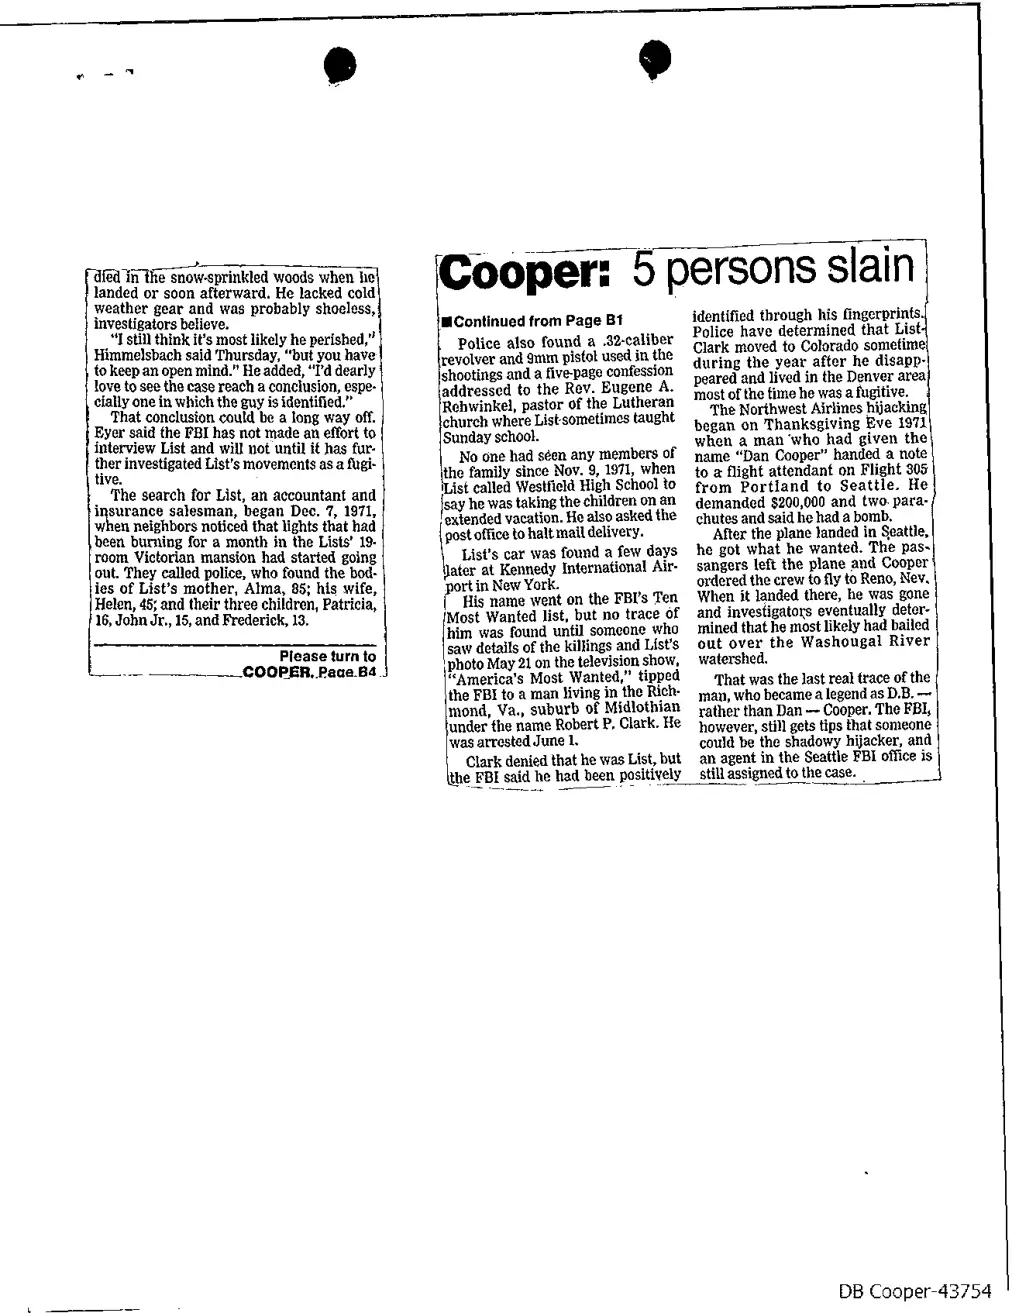 died in the snow-sprinkled woods when he
landed or soon afterward. He lacked cold
weather gear and was probably shoeless,
investigators believe.
"I still think it's most likely he perished,"
Himmelsbach said Thursday, "but you have
to keep an open mind." He added, "I'd dearly
love to see the case reach a conclusion, espe-
cially one in which the guy is identified."
That conclusion could be a long way off.
Eyer said the FBI has not made an effort to
interview List and will not until it has fur-
ther investigated List's movements as a fugi-
tive.
The search for List, an accountant and
insurance salesman, began Dec. 7, 1971,
when neighbors noticed that lights that had
been burning for a month in the Lists' 19-
room Victorian mansion had started going
out. They called police, who found the bod-
ies of List's mother, Alma, 85; his wife,
Helen, 45; and their three children, Patricia,
16, John Jr., 15, and Frederick, 13.
Please turn to
COOPER, Page B4
Cooper: 5 persons slain
■ Continued from Page B1
Police also found a .32-caliber
revolver and 9mm pistol used in the
shootings and a five-page confession
addressed to the Rev. Eugene A.
Rehwinkel, pastor of the Lutheran
church where List sometimes taught
Sunday school.
No one had seen any members of
the family since Nov. 9, 1971, when
List called Westfield High School to
say he was taking the children on an
extended vacation. He also asked the
post office to halt mail delivery.
List's car was found a few days
later at Kennedy International Air-
port in New York.
His name went on the FBI's Ten
Most Wanted list, but no trace of
him was found until someone who
saw details of the killings and List's
photo May 21 on the television show,
"America's Most Wanted," tipped
the FBI to a man living in the Rich-
mond, Va., suburb of Midlothian
under the name Robert P. Clark. He
was arrested June 1.
Clark denied that he was List, but
the FBI said he had been positively
identified through his fingerprints.
Police have determined that List-
Clark moved to Colorado sometime
during the year after he disapp-
peared and lived in the Denver area
most of the time he was a fugitive.
The Northwest Airlines hijacking
began on Thanksgiving Eve 1971
when a man who had given the
name "Dan Cooper" handed a note
to a flight attendant on Flight 305
from Portland to Seattle. He
demanded $200,000 and two para-
chutes and said he had a bomb.
After the plane landed in Seattle,
he got what he wanted. The pas-
sangers left the plane and Cooper
ordered the crew to fly to Reno, Nev.
When it landed there, he was gone
and investigators eventually deter-
mined that he most likely had bailed
out over the Washougal River
watershed.
That was the last real trace of the
man, who became a legend as D.B. —
rather than Dan — Cooper. The FBI,
however, still gets tips that someone
could be the shadowy hijacker, and
an agent in the Seattle FBI office is
still assigned to the case.
DB Cooper-43754